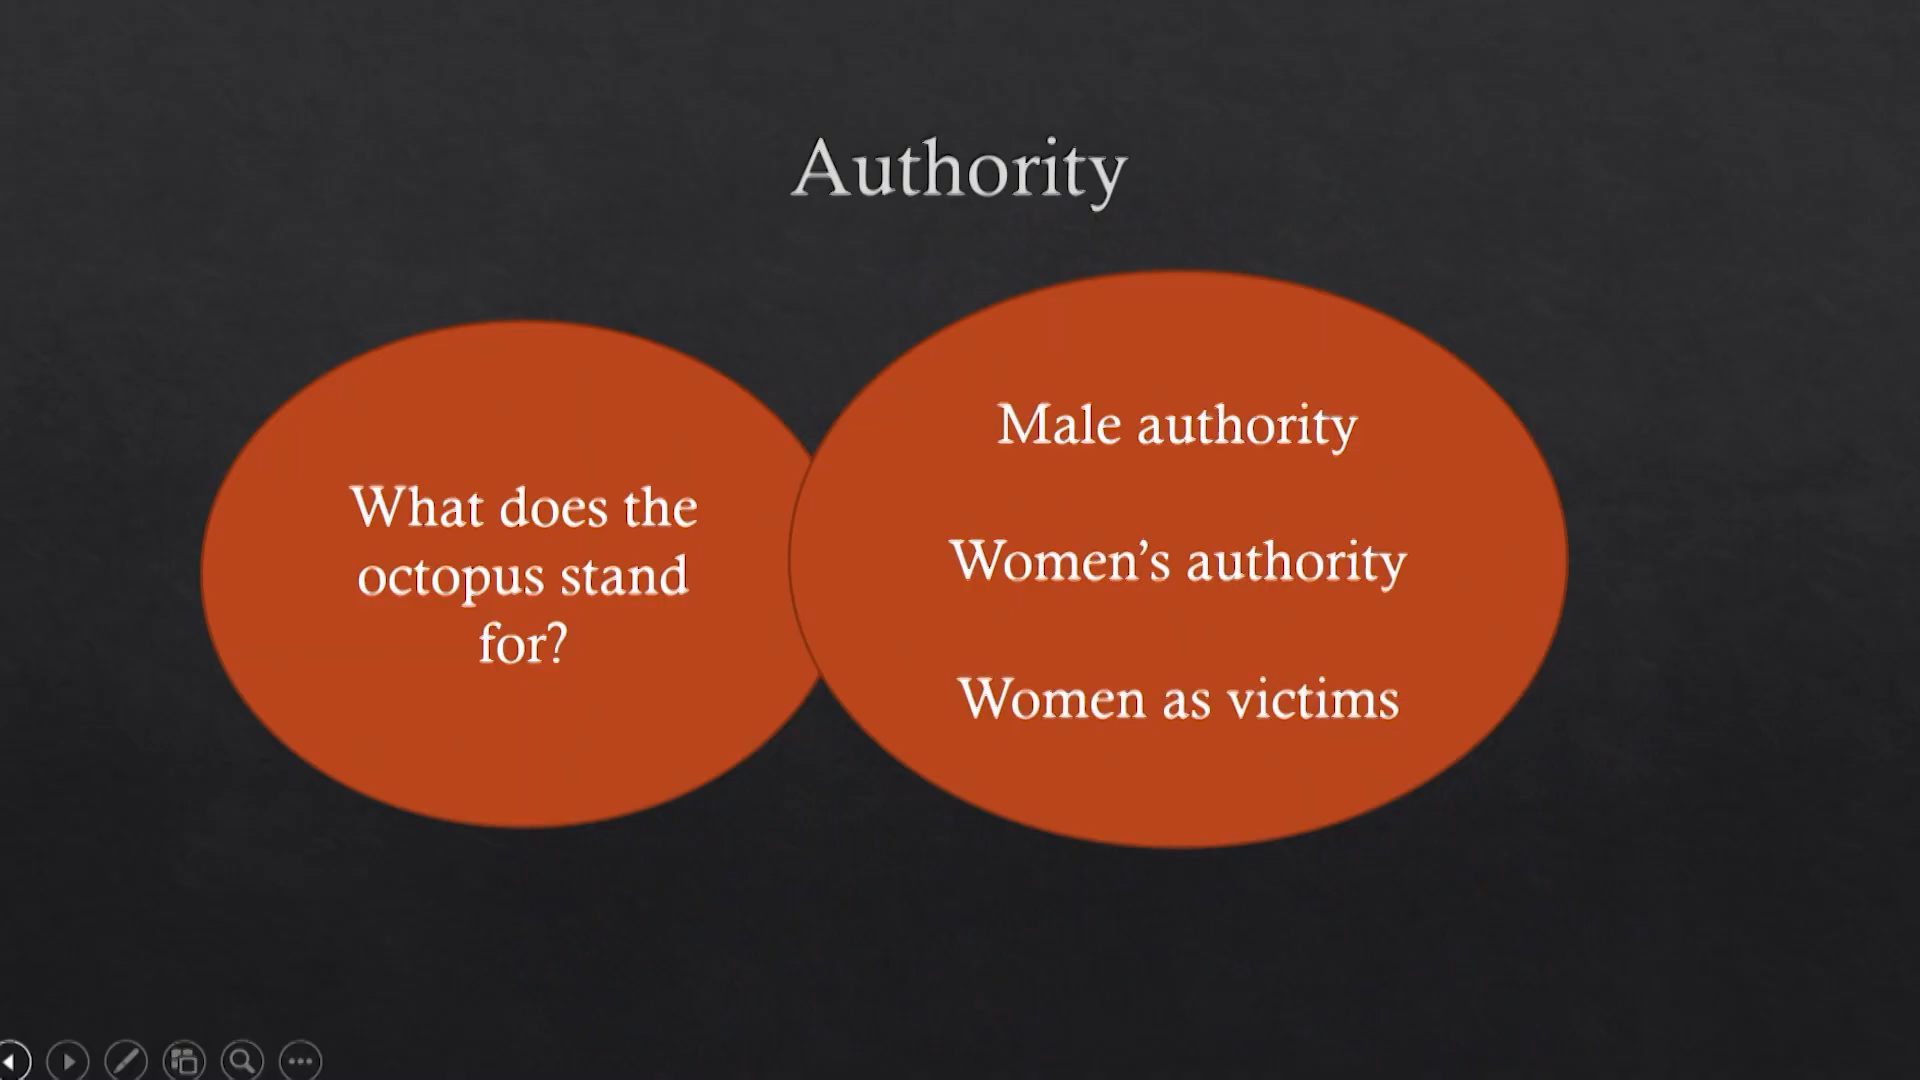 Authority
What does the
octopus stand
for?
Male authority
Women’s authority
Women as victims